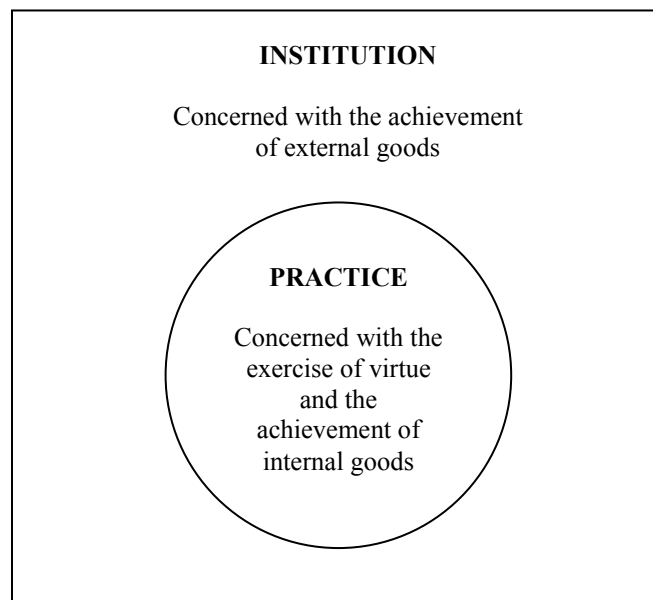 INSTITUTION
Concerned with the achievement
of external goods
PRACTICE
Concerned with the
exercise of virtue
and the
achievement of
internal goods